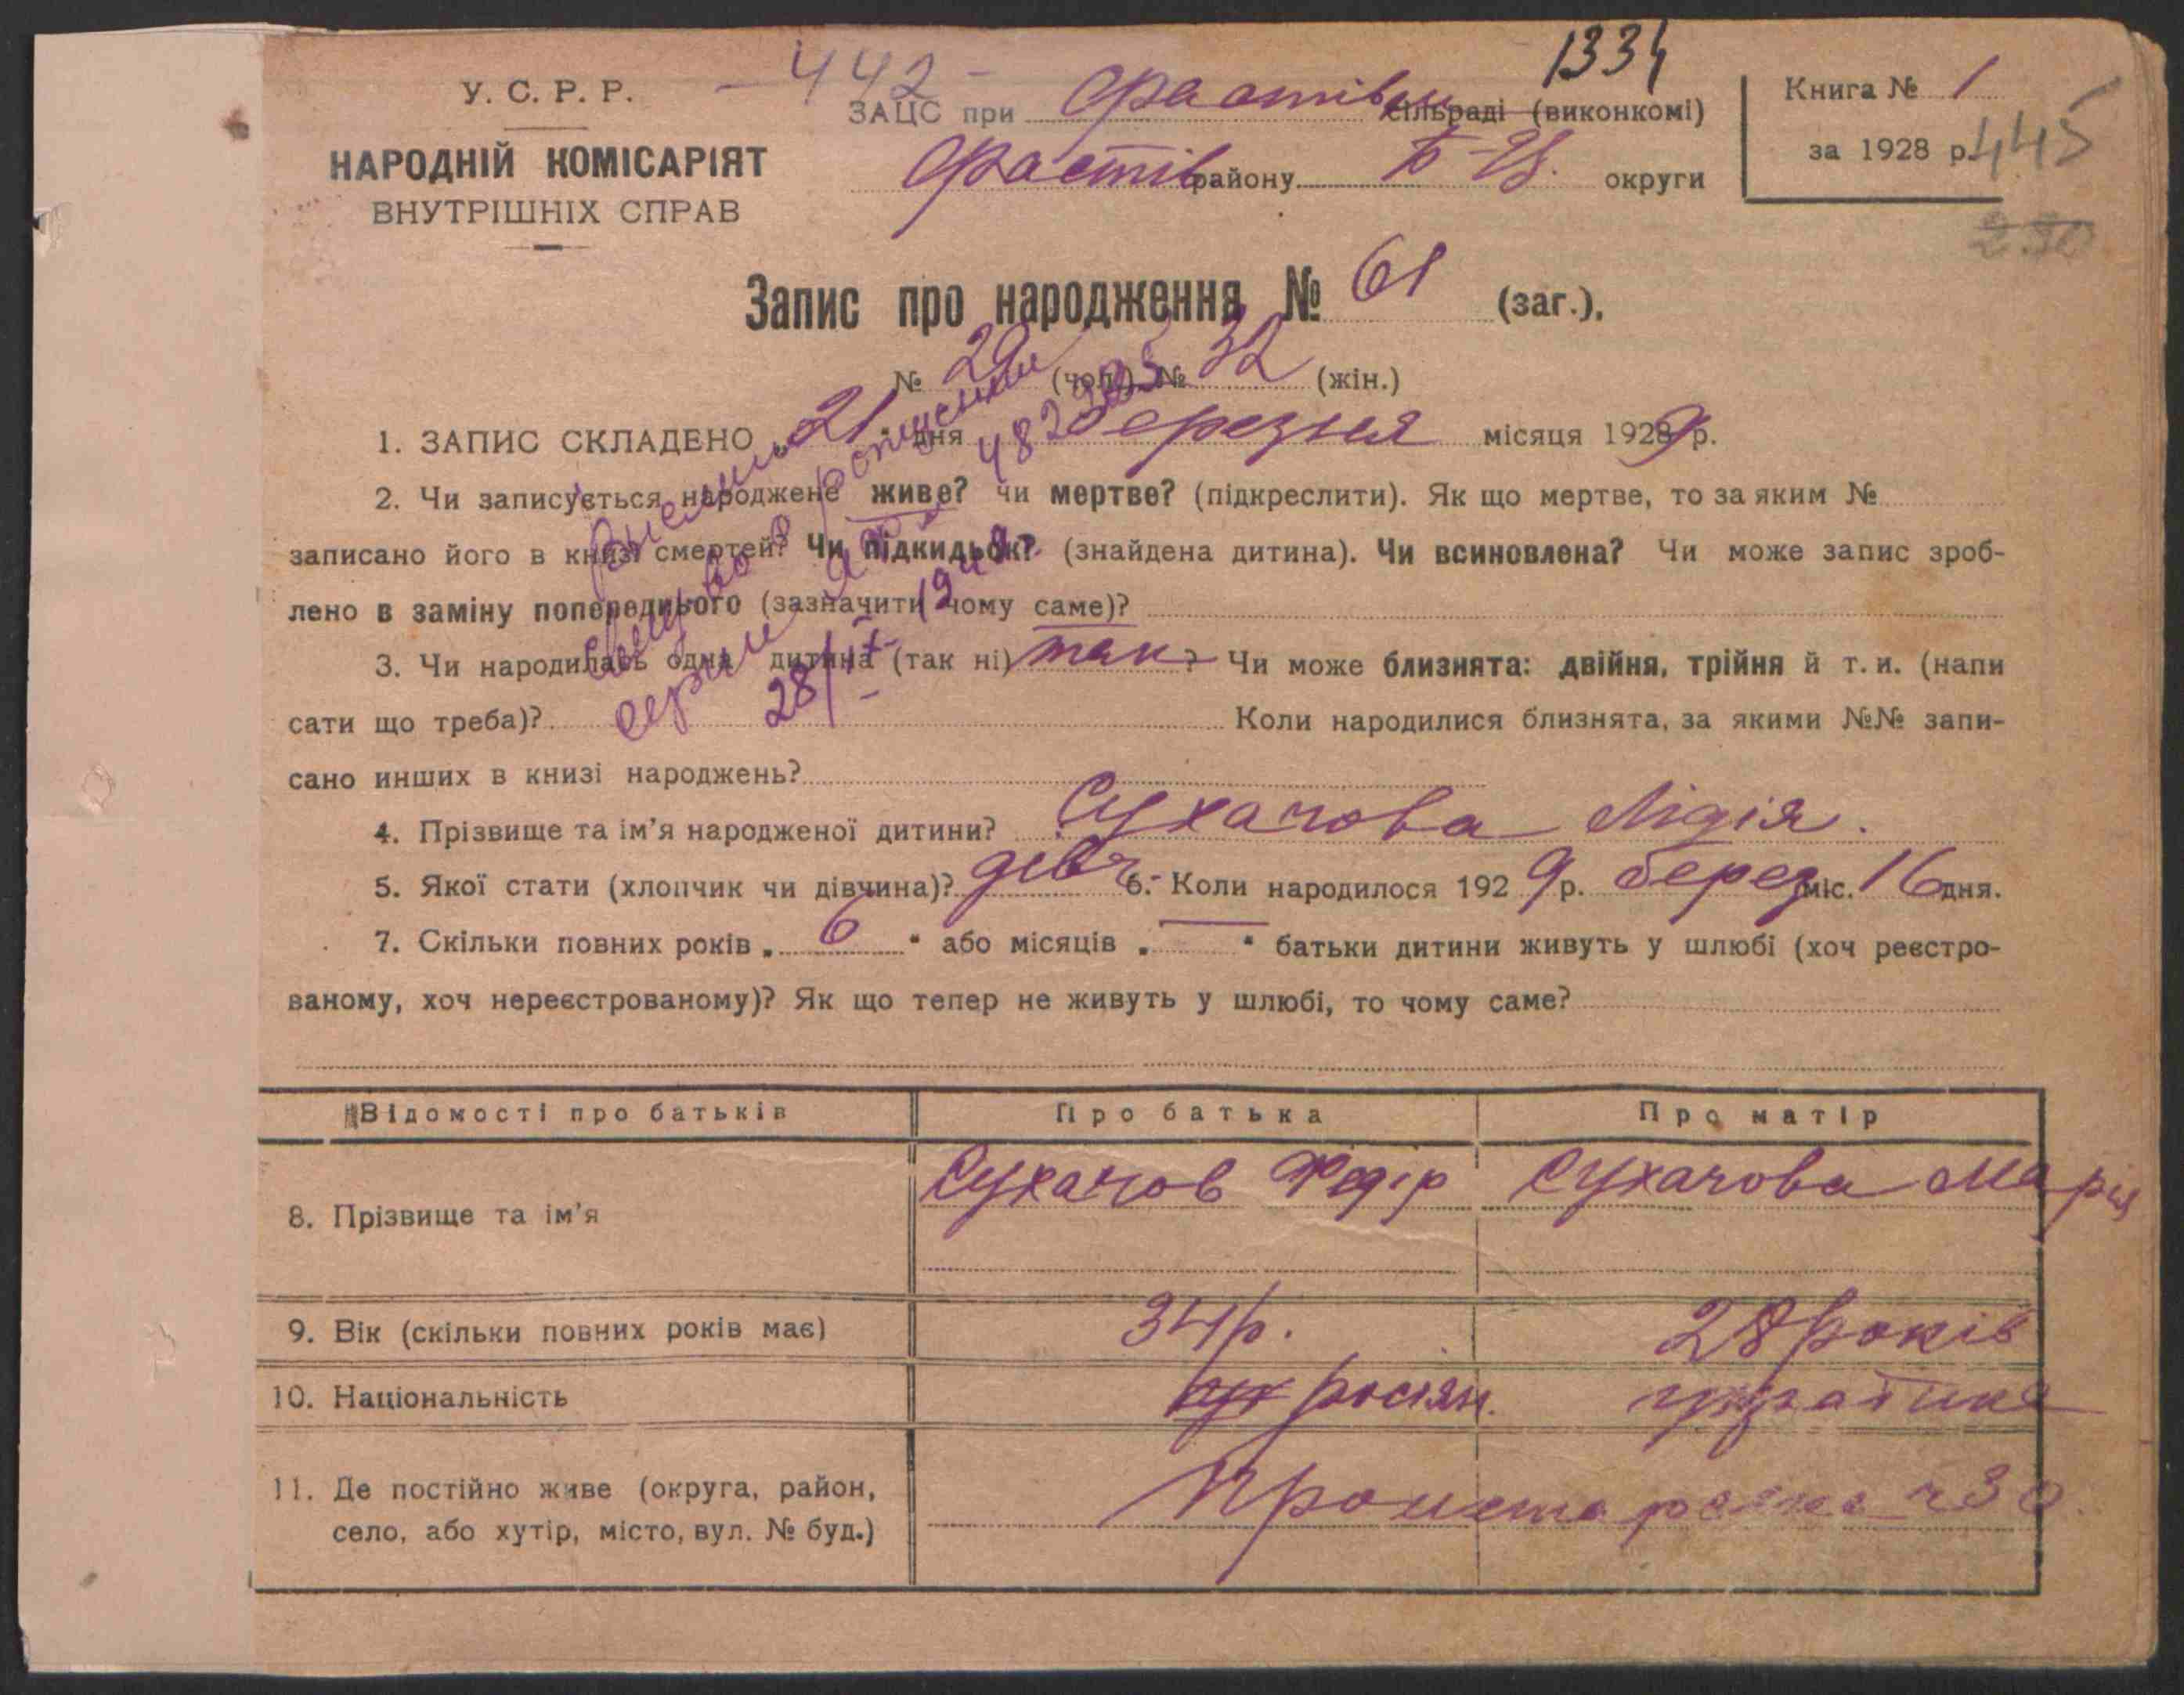 У. С. Р. Р.
НАРОДНІЙ КОМІСАРІЯТ
ВНУТРІШНІХ СПРАВ
- 442 -
1334
ЗАЦС при Фастівськ сільраді (виконкомі)
Фастів району Б-Ц. округи
Книга № 1
за 1928 р.
445
230
Запис про народження № 61 (заг.).
№ 29 (чол.) № 32 (жін.)
1. ЗАПИС СКЛАДЕНО „21" дня березня місяця 1929 р.
2. Чи записується народжене живе? чи мертве? (підкреслити). Як що мертве, то за яким №
записано його в книзі смертей? Чи підкидьок? (знайдена дитина). Чи всиновлена? Чи може запис зроб-
лено в заміну попереднього (зазначити чому саме)?
3. Чи народилась одна дитина (так ні) так? Чи може близнята: двійня, трійня й т. и. (напи
сати що треба)? Коли народилися близнята, за якими №№ запи-
сано инших в книзі народжень?
28/IX- 1948
4. Прізвище та ім'я народженої дитини? Сухачова Лідія.
5. Якої стати (хлопчик чи дівчина)? дівч- 6. Коли народилося 1929 р. берез міс. 16 дня.
7. Скільки повних років „6" або місяців „ " батьки дитини живуть у шлюбі (хоч реєстро-
ваному, хоч нереєстрованому)? Як що тепер не живуть у шлюбі, то чому саме?
Відомості про батьків Про батька Про матір
8. Прізвище та ім'я Сухачов Федір Сухачова Марія
9. Вік (скільки повних років має) 34 р. 28 років
10. Національність росіян. україинка
11. Де постійно живе (округа, район,
село, або хутір, місто, вул. № буд.)